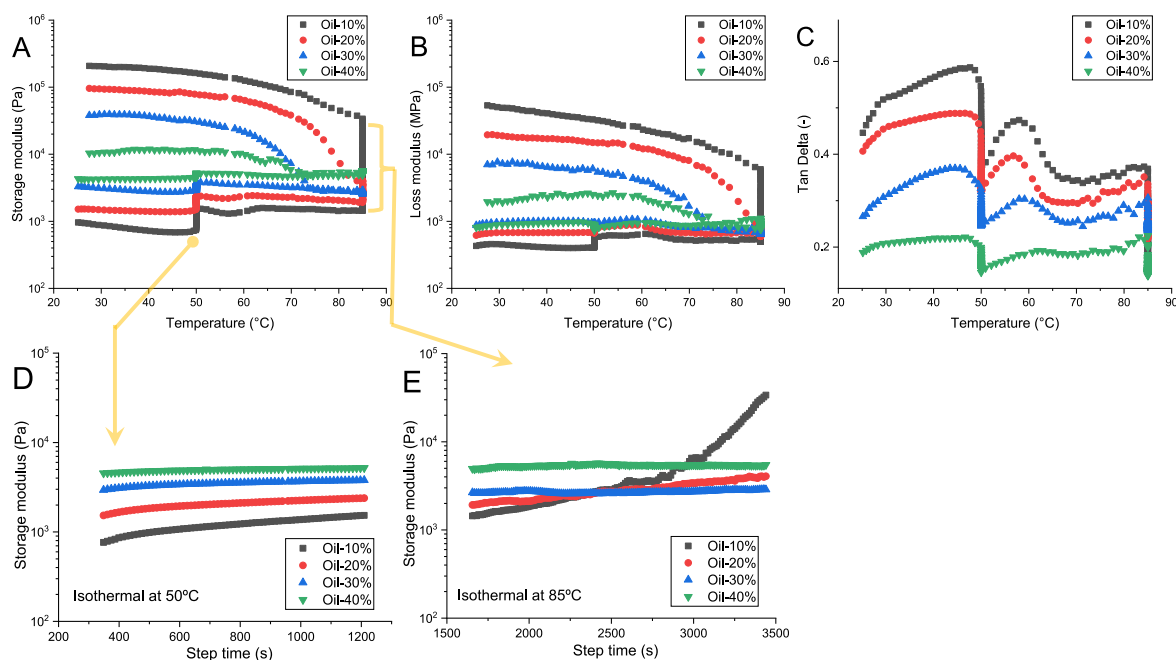 A
10⁶
10⁵
10⁴
10³
10²
Storage modulus (Pa)
Oil-10%
Oil-20%
Oil-30%
Oil-40%
20 30 40 50 60 70 80 90
Temperature (°C)
B
10⁶
10⁵
10⁴
10³
10²
Loss modulus (MPa)
Oil-10%
Oil-20%
Oil-30%
Oil-40%
20 30 40 50 60 70 80 90
Temperature (°C)
C
0.6
0.4
0.2
Tan Delta (-)
Oil-10%
Oil-20%
Oil-30%
Oil-40%
20 30 40 50 60 70 80 90
Temperature (°C)
D
10⁵
10⁴
10³
10²
Storage modulus (Pa)
Oil-10%
Oil-20%
Oil-30%
Oil-40%
Isothermal at 50ºC
200 400 600 800 1000 1200
Step time (s)
E
10⁵
10⁴
10³
10²
Storage modulus (Pa)
Oil-10%
Oil-20%
Oil-30%
Oil-40%
Isothermal at 85ºC
1500 2000 2500 3000 3500
Step time (s)